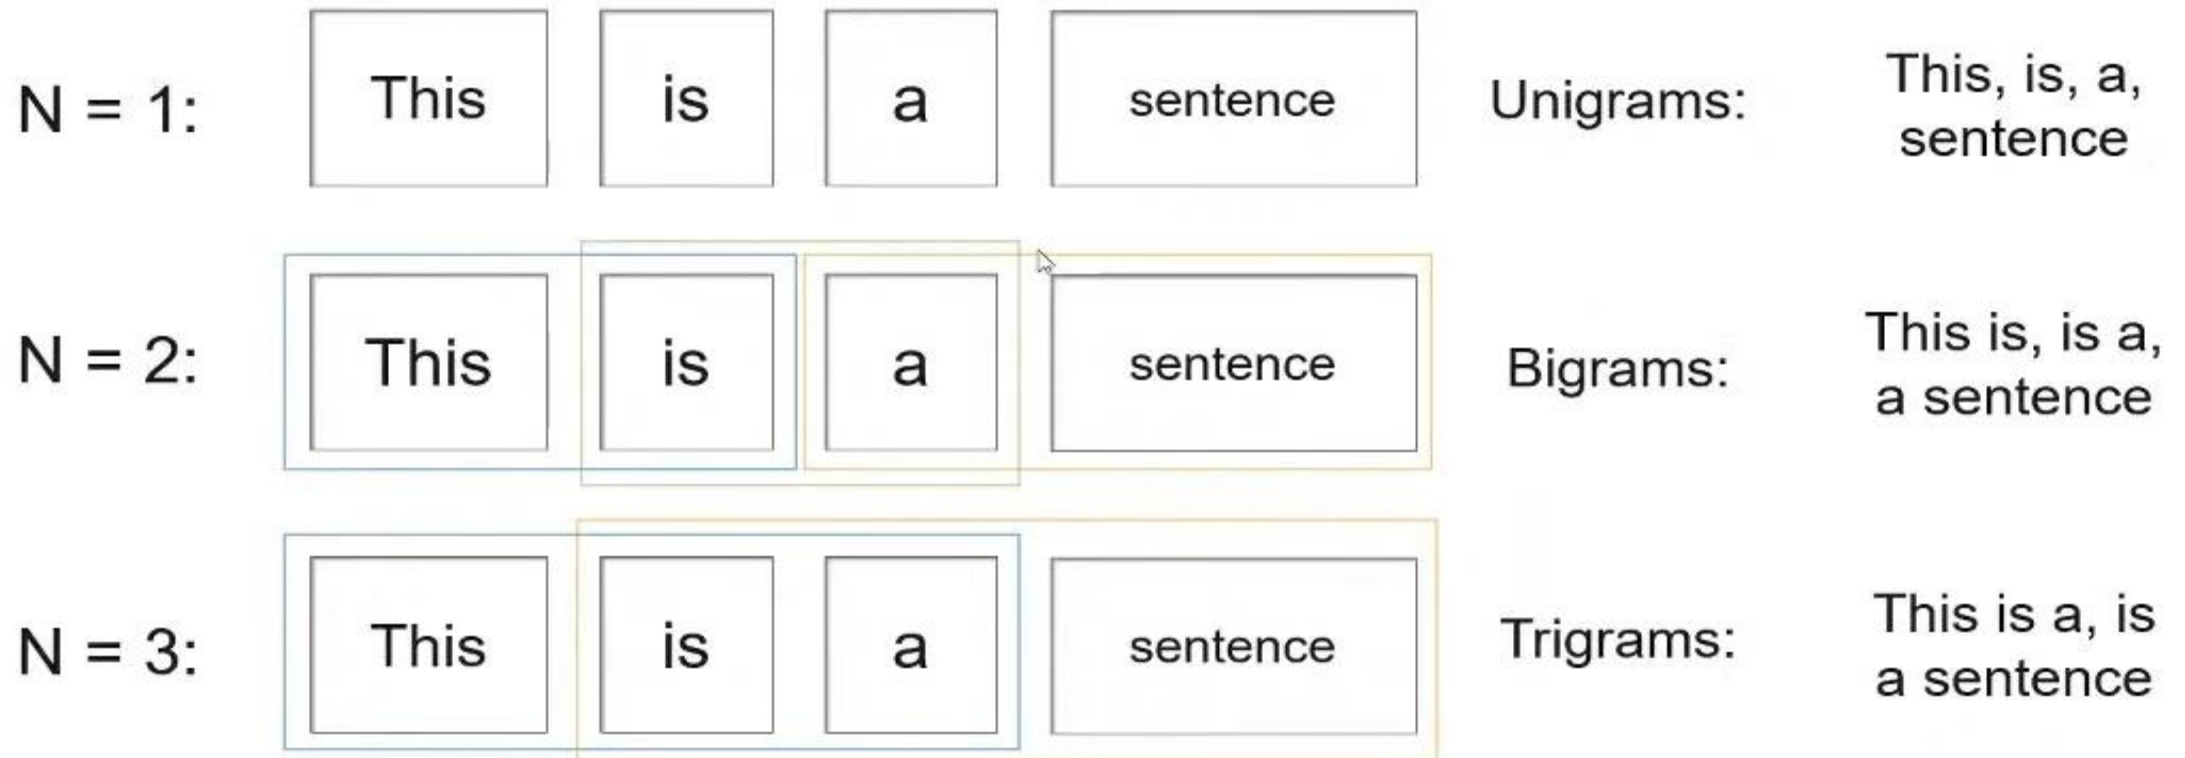 N = 1: This is a sentence Unigrams: This, is, a,
sentence
N = 2: This is a sentence Bigrams: This is, is a,
a sentence
N = 3: This is a sentence Trigrams: This is a, is
a sentence